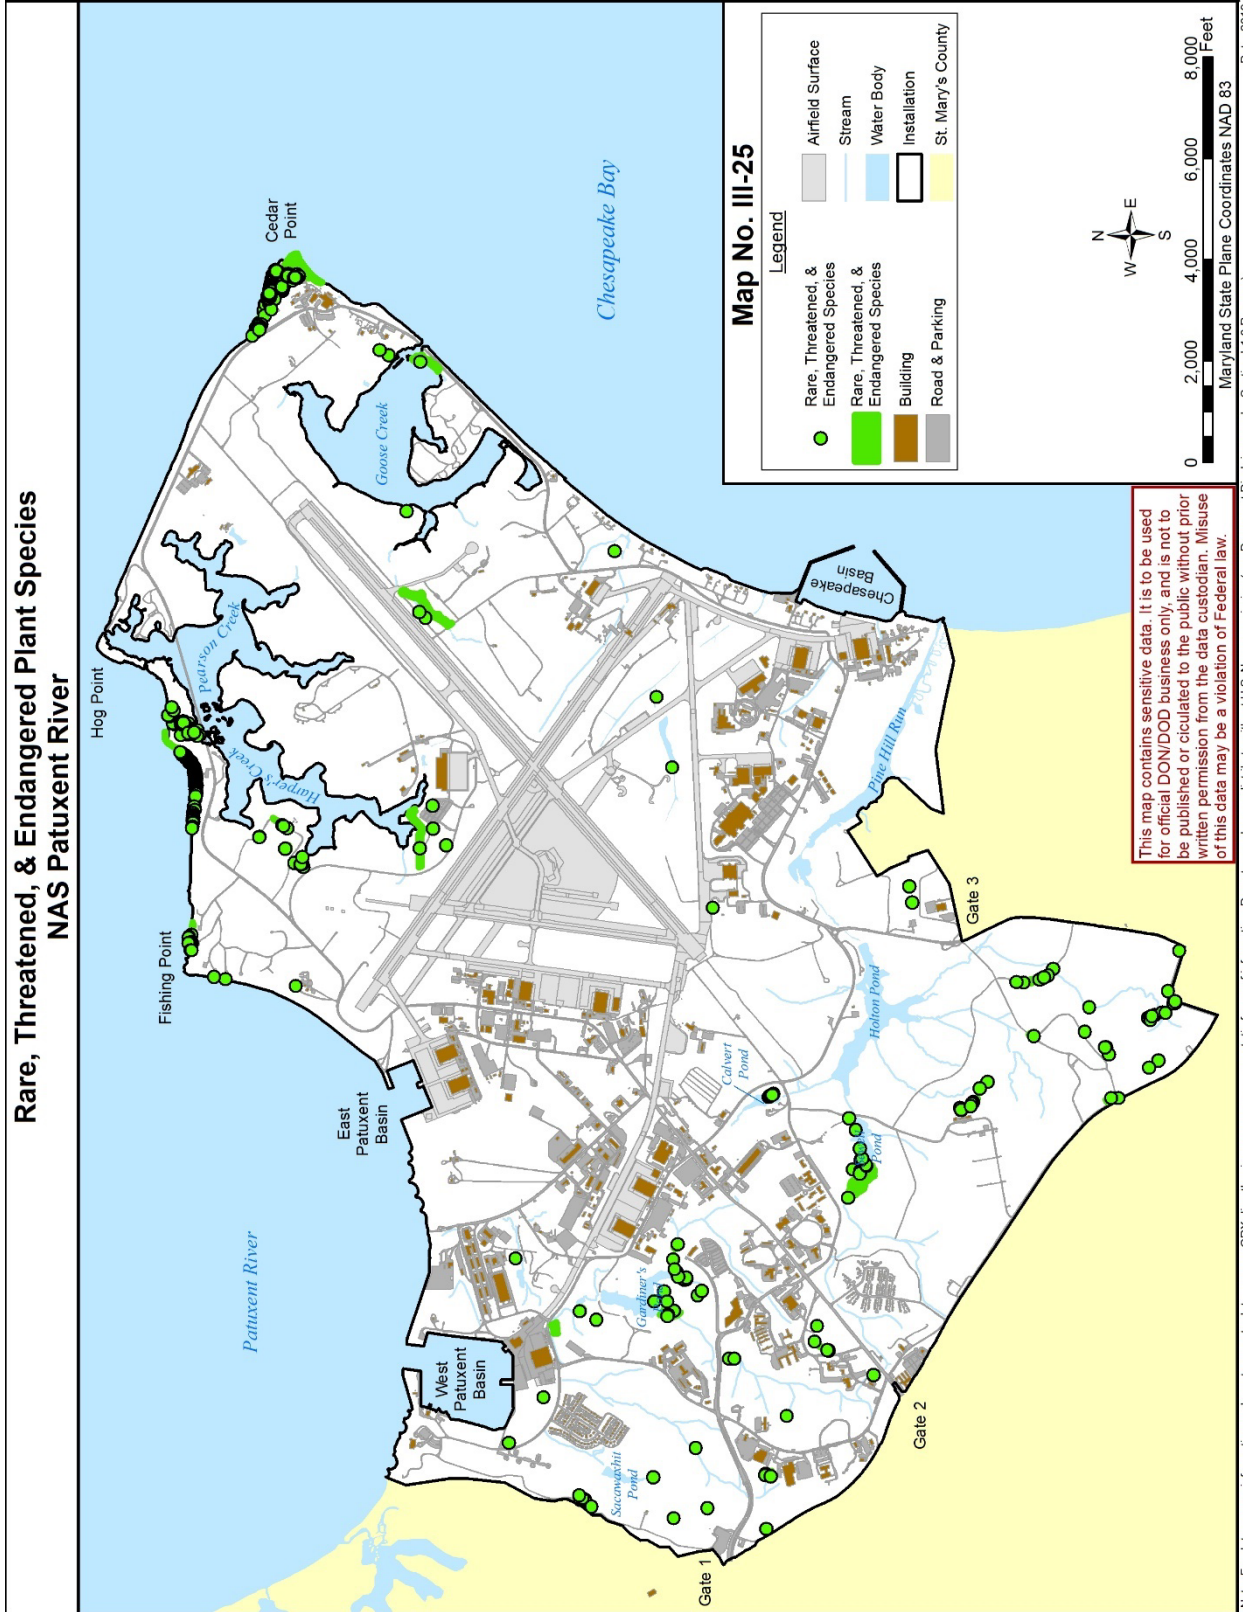 Rare, Threatened, & Endangered Plant Species
NAS Patuxent River
Hog Point
Cedar
Point
Fishing Point
Pearson Creek
Harper's Creek
Goose Creek
Chesapeake Bay
East
Patuxent
Basin
Patuxent River
West
Patuxent
Basin
Chesapeake
Basin
Pine Hill Run
Gate 3
Holton Pond
Calvert
Pond
Pond
Gardiner's
Sacawaxhit
Pond
Gate 1
Gate 2
Map No. III-25
Legend
Rare, Threatened, &
Endangered Species
Rare, Threatened, &
Endangered Species
Building
Road & Parking
Airfield Surface
Stream
Water Body
Installation
St. Mary's County
N
W
E
S
0
2,000
4,000
6,000
8,000
Feet
Maryland State Plane Coordinates NAD 83
This map contains sensitive data. It is to be used
for official DON/DOD business only, and is not to
be published or ciculated to the public without prior
written permission from the data custodian. Misuse
of this data may be a violation of Federal law.